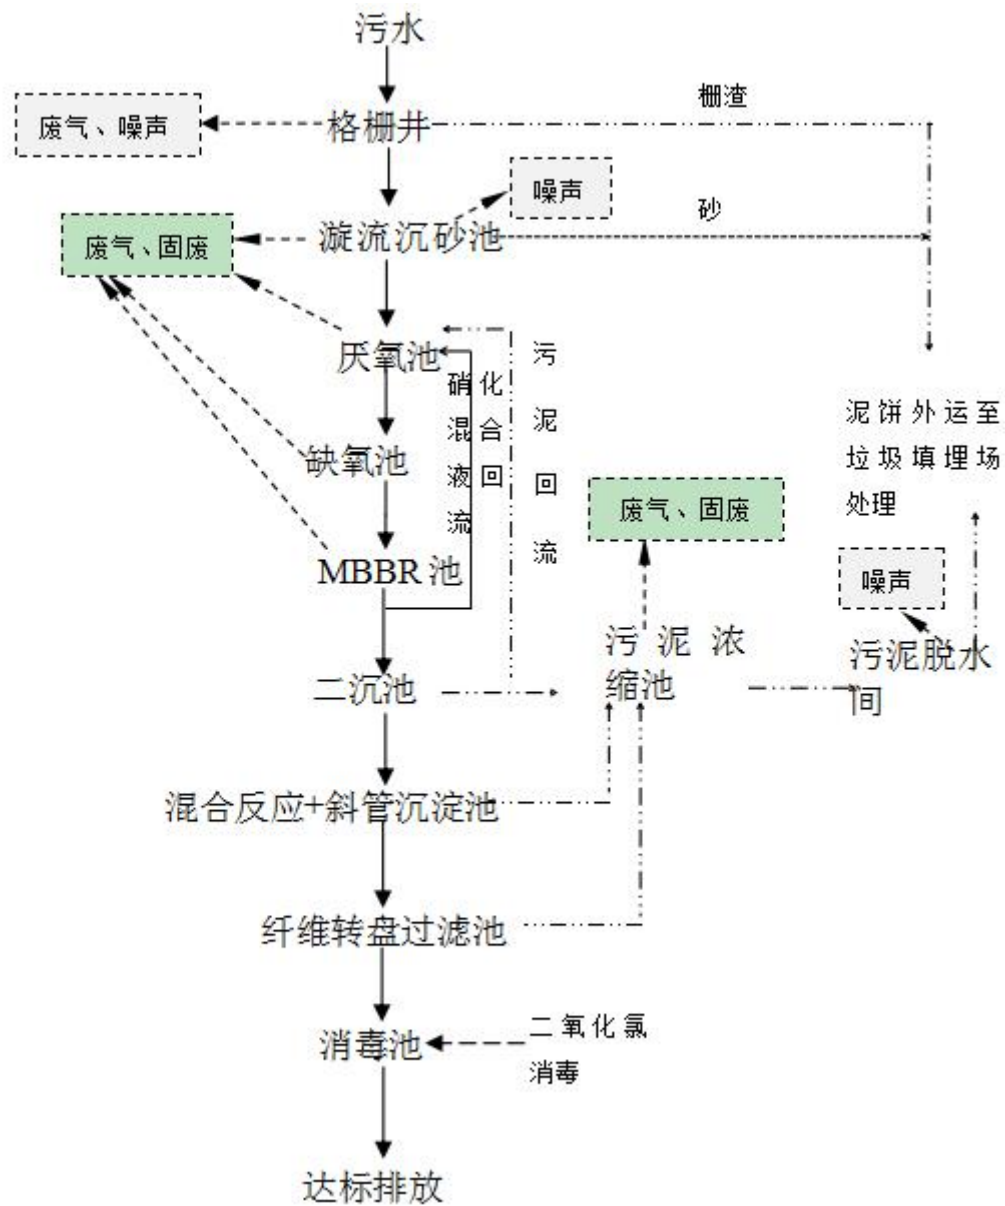 污水
栅渣
废气、噪声
格栅井
噪声
砂
漩流沉砂池
废气、固废
厌氧池
硝化
混合
液回
流
污
泥
回
流
泥饼外运至
垃圾填埋场
处理
缺氧池
废气、固废
MBBR池
噪声
污泥浓
缩池
污泥脱水
间
二沉池
混合反应+斜管沉淀池
纤维转盘过滤池
消毒池
二氧化氯
消毒
达标排放